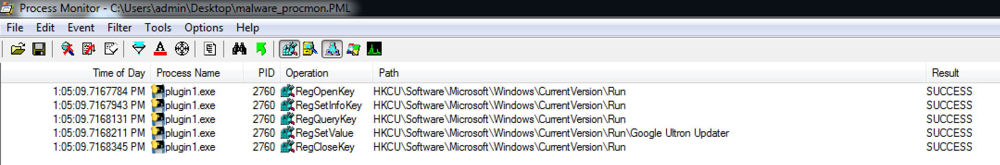 Process Monitor - C:\Users\admin\Desktop\malware_procmon.PML
File Edit Event Filter Tools Options Help
Time of Day Process Name PID Operation Path Result
1:05:09.7167784 PM plugin1.exe 2760 RegOpenKey HKCU\Software\Microsoft\Windows\CurrentVersion\Run SUCCESS
1:05:09.7167943 PM plugin1.exe 2760 RegSetInfoKey HKCU\Software\Microsoft\Windows\CurrentVersion\Run SUCCESS
1:05:09.7168131 PM plugin1.exe 2760 RegQueryKey HKCU\Software\Microsoft\Windows\CurrentVersion\Run SUCCESS
1:05:09.7168211 PM plugin1.exe 2760 RegSetValue HKCU\Software\Microsoft\Windows\CurrentVersion\Run\Google Ultron Updater SUCCESS
1:05:09.7168345 PM plugin1.exe 2760 RegCloseKey HKCU\Software\Microsoft\Windows\CurrentVersion\Run SUCCESS